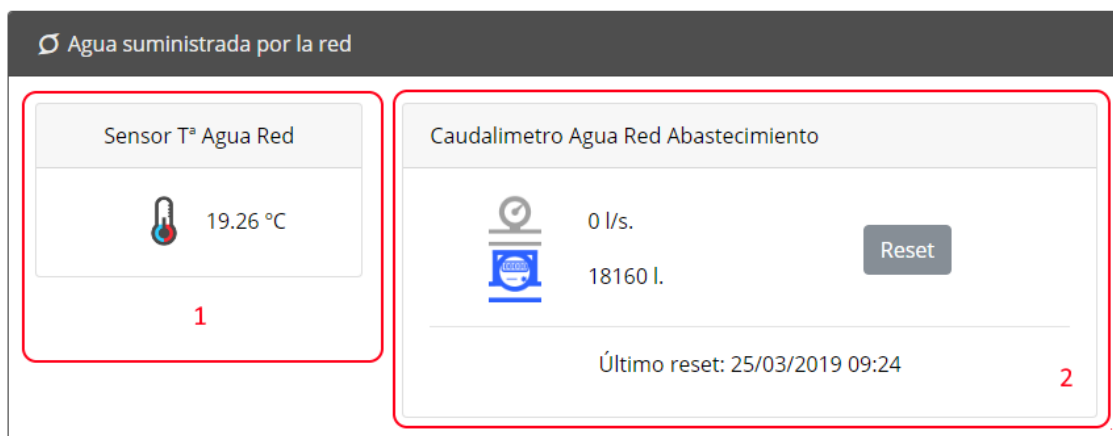 Agua suministrada por la red
Sensor Tª Agua Red
19.26 ºC
1
Caudalimetro Agua Red Abastecimiento
0 l/s.
18160 l.
Reset
Último reset: 25/03/2019 09:24
2